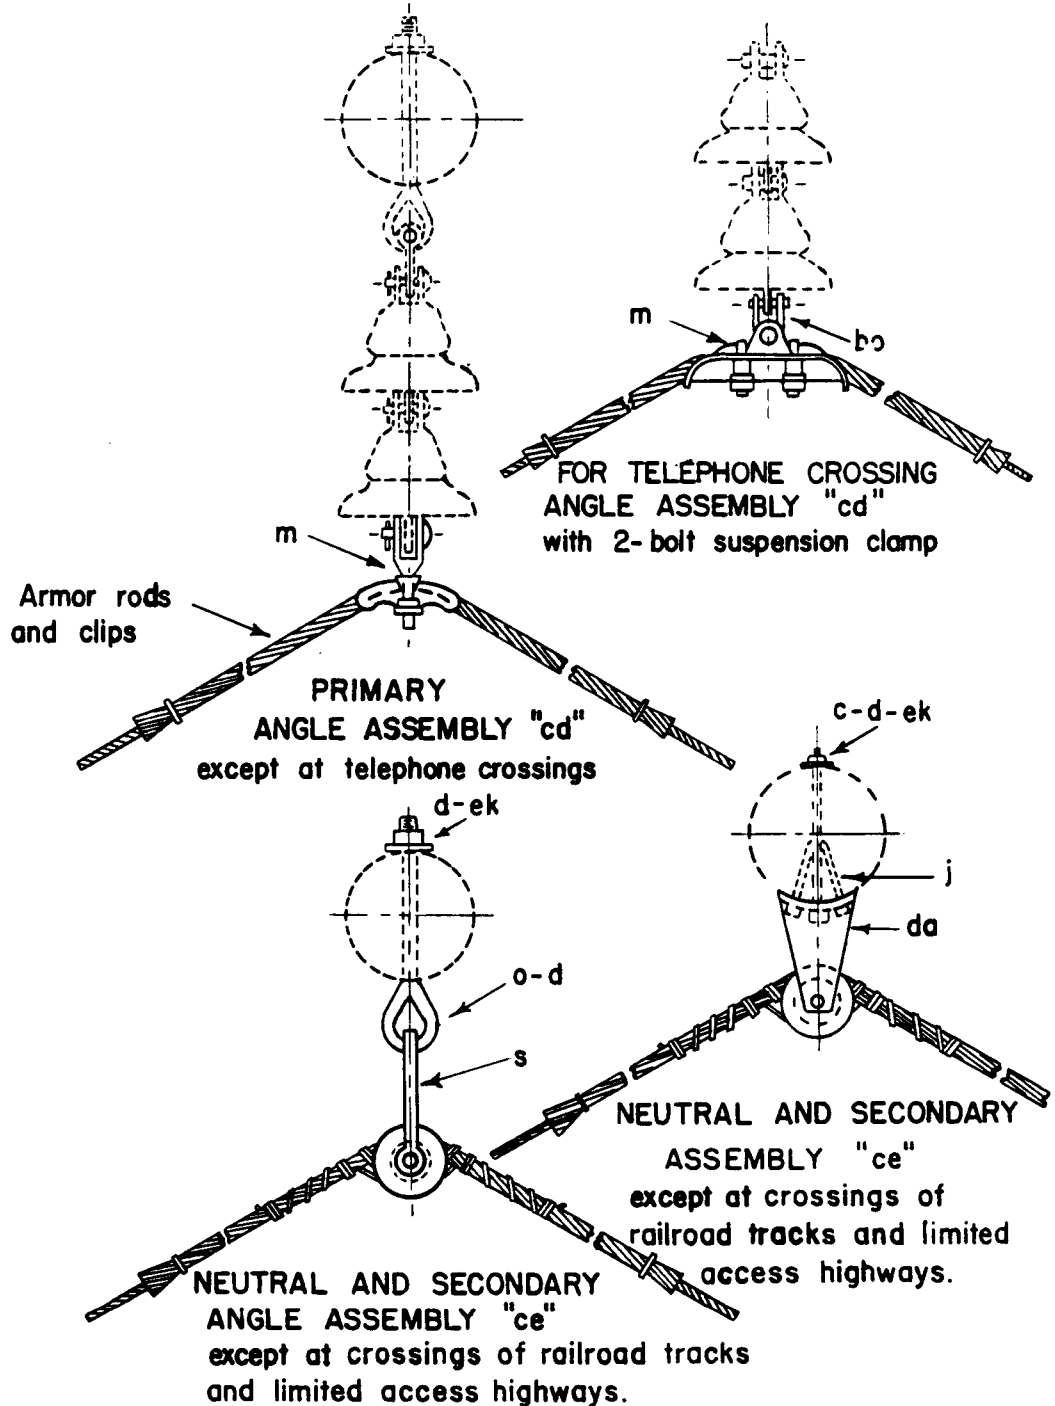 m
bo
FOR TELEPHONE CROSSING
ANGLE ASSEMBLY "cd"
with 2-bolt suspension clamp
m
Armor rods
and clips
PRIMARY
ANGLE ASSEMBLY "cd"
except at telephone crossings
c-d-ek
j
da
NEUTRAL AND SECONDARY
ASSEMBLY "ce"
except at crossings of
railroad tracks and limited
access highways.
d-ek
o-d
s
NEUTRAL AND SECONDARY
ANGLE ASSEMBLY "ce"
except at crossings of railroad tracks
and limited access highways.